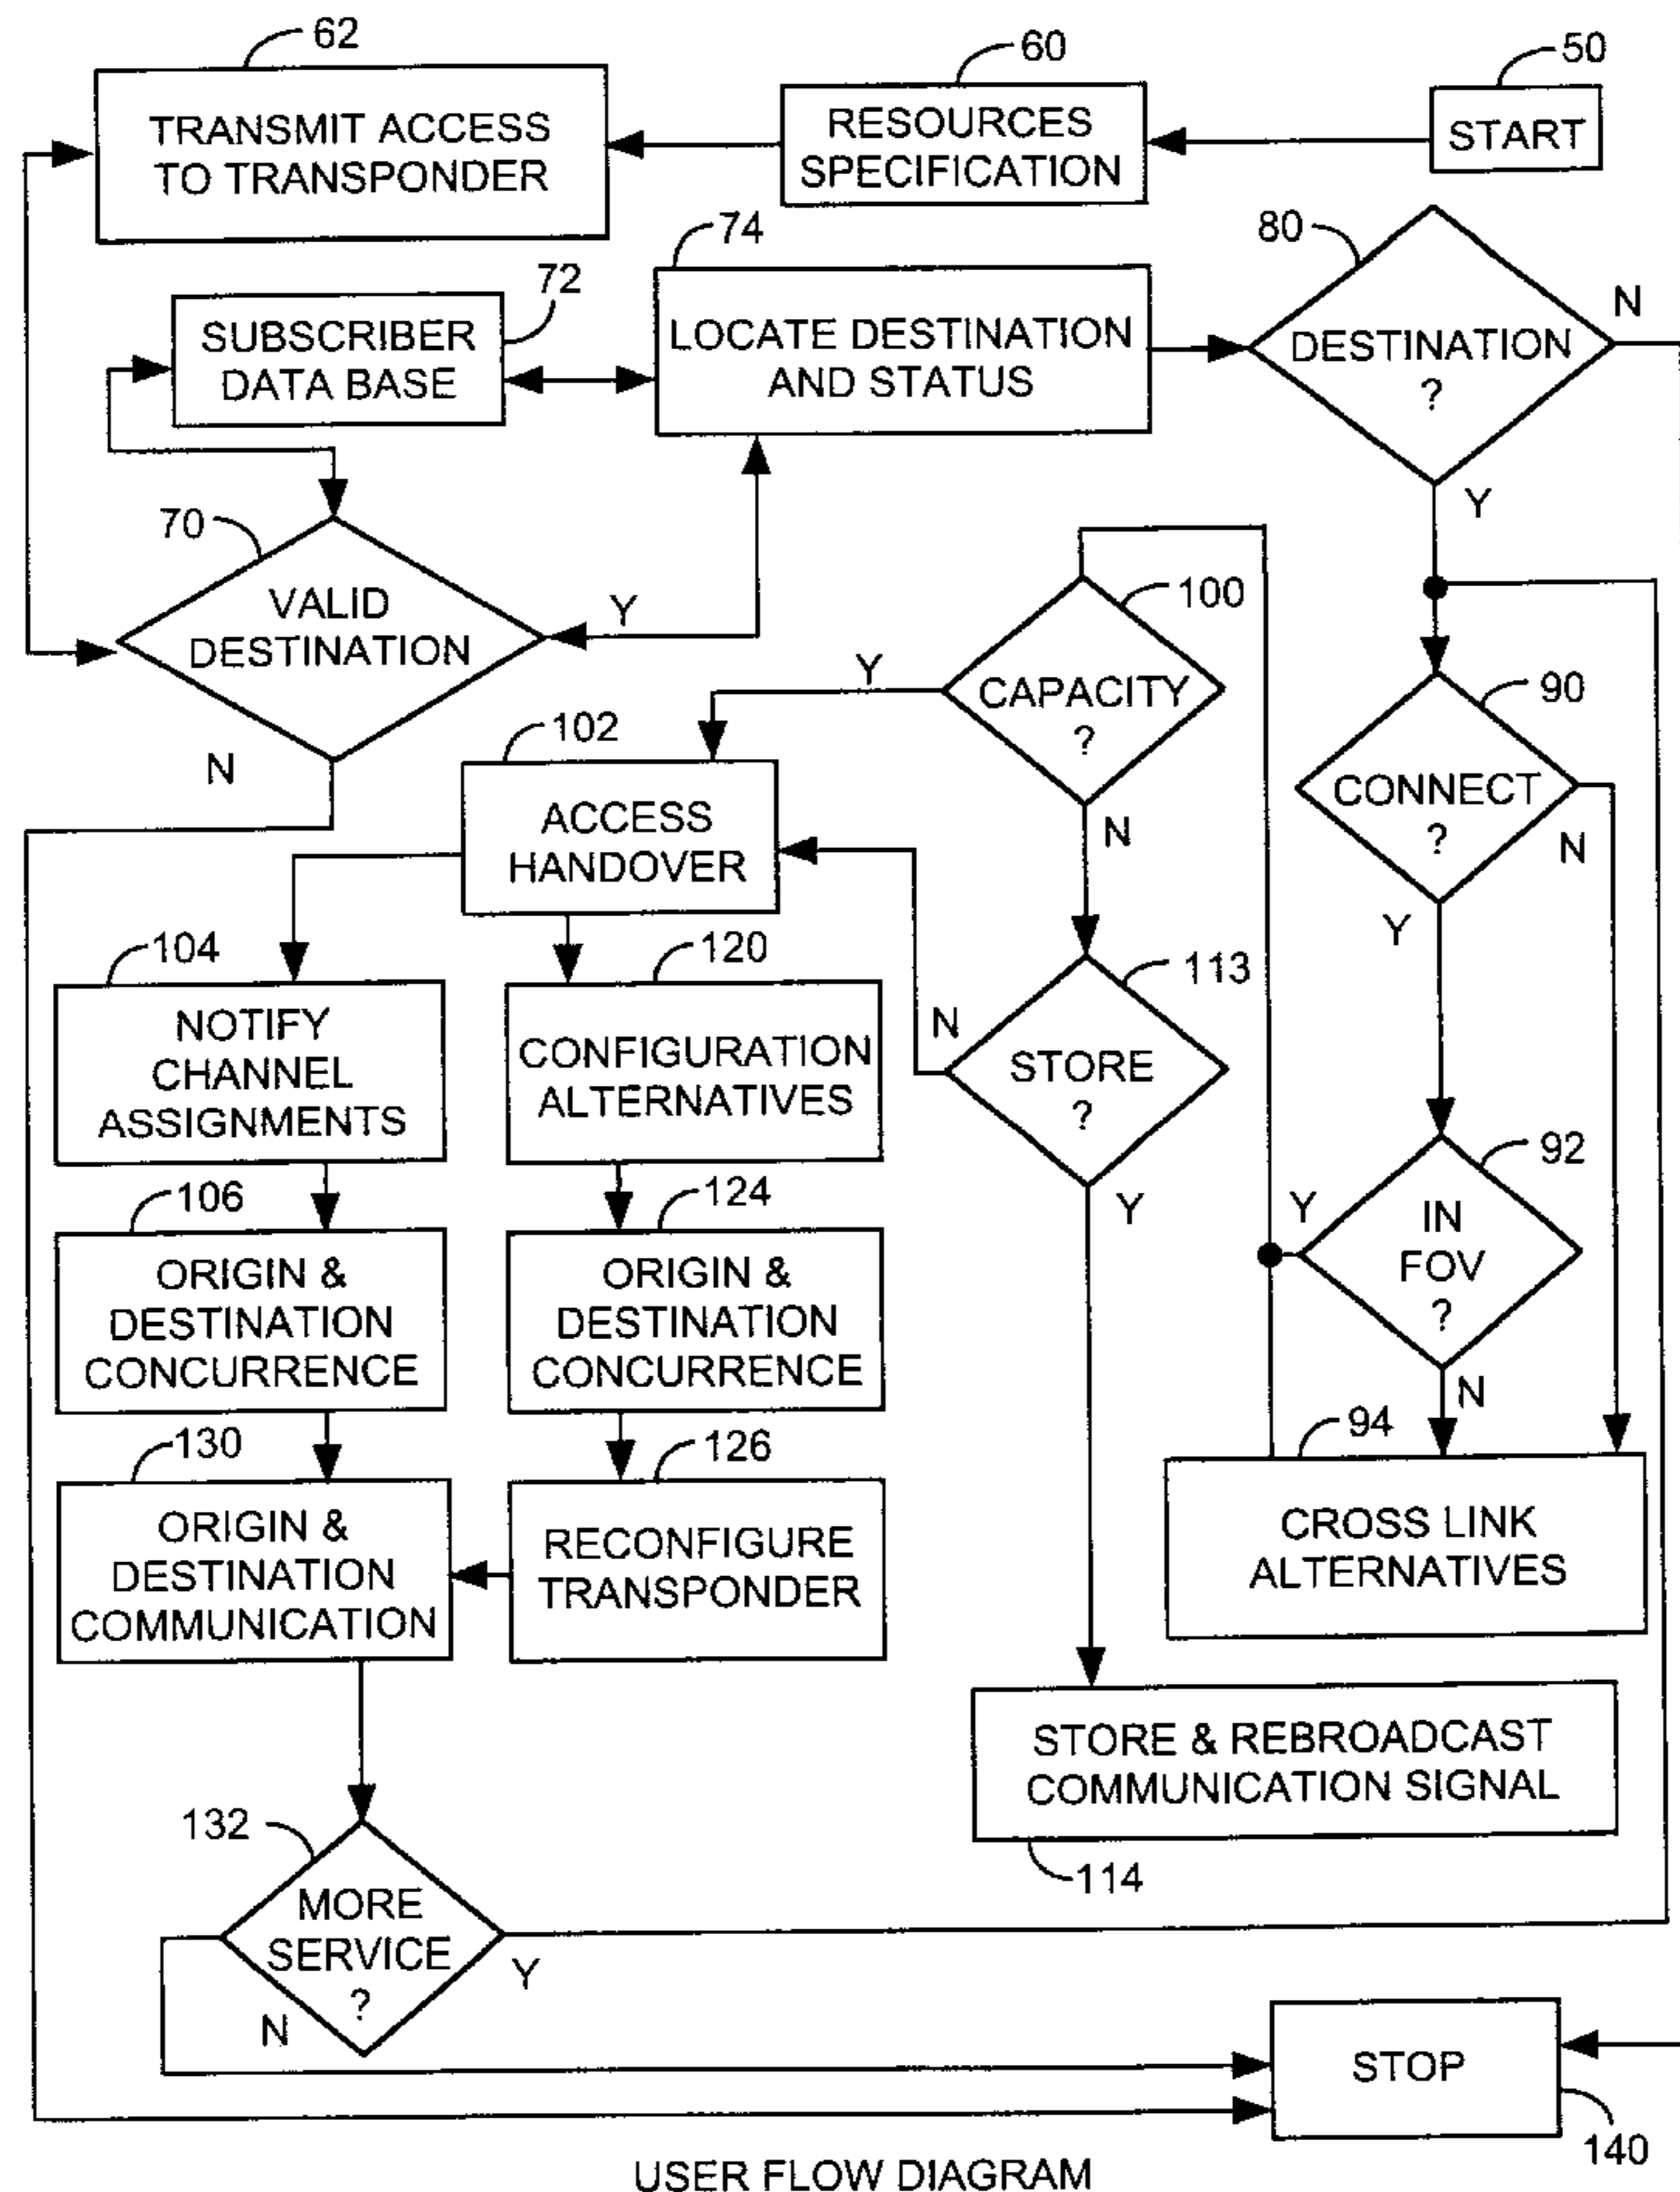 62
60
50
TRANSMIT ACCESS
TO TRANSPONDER
RESOURCES
SPECIFICATION
START
74
80
72
N
SUBSCRIBER
DATA BASE
LOCATE DESTINATION
AND STATUS
DESTINATION
?
Y
70
VALID
DESTINATION
Y
N
100
Y
CAPACITY
?
N
90
CONNECT
?
N
Y
102
ACCESS
HANDOVER
104
120
113
NOTIFY
CHANNEL
ASSIGNMENTS
CONFIGURATION
ALTERNATIVES
N
STORE
?
Y
92
Y
IN
FOV
?
N
106
124
ORIGIN &
DESTINATION
CONCURRENCE
ORIGIN &
DESTINATION
CONCURRENCE
94
CROSS LINK
ALTERNATIVES
130
126
ORIGIN &
DESTINATION
COMMUNICATION
RECONFIGURE
TRANSPONDER
STORE & REBROADCAST
COMMUNICATION SIGNAL
114
132
MORE
SERVICE
?
Y
N
STOP
140
USER FLOW DIAGRAM